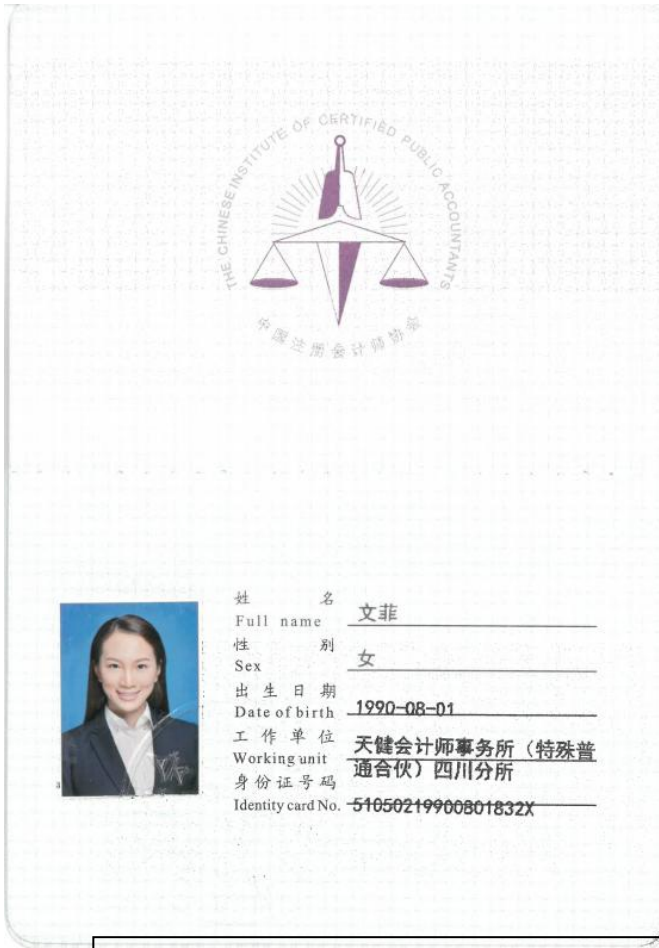 THE CHINESE INSTITUTE OF CERTIFIED PUBLIC ACCOUNTANTS
中国注册会计师协会
姓 名
Full name 文菲
性 别
Sex 女
出生日期
Date of birth 1990-08-01
工作单位
Working unit 天健会计师事务所（特殊普
通合伙）四川分所
身份证号码
Identity card No. 51050219900801832X